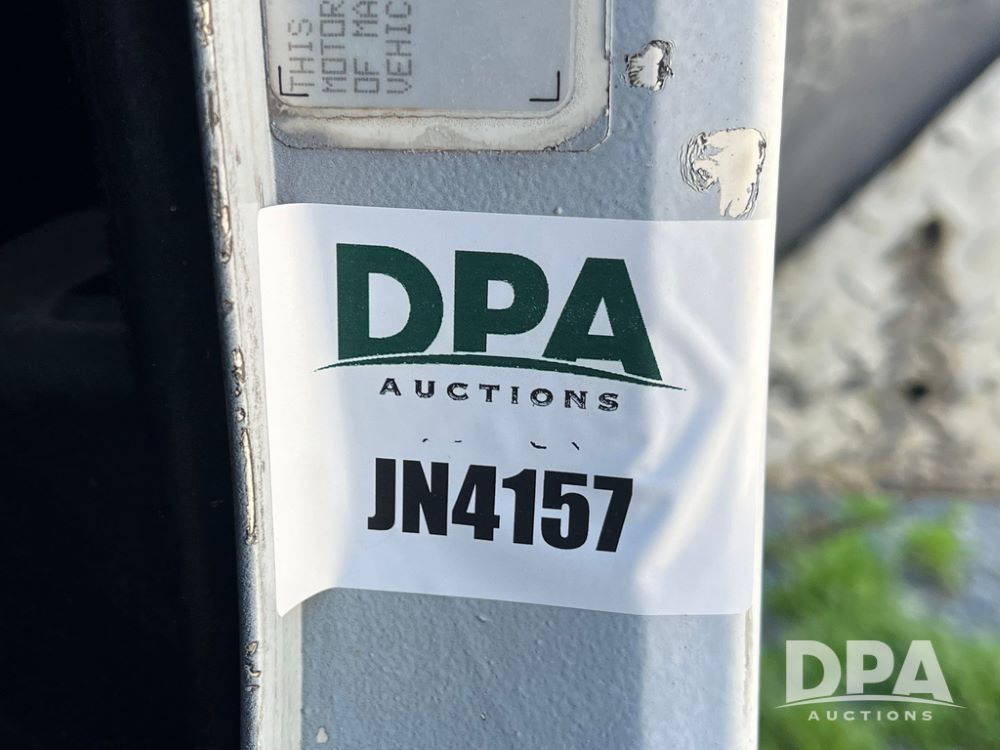 THIS
MOTOR
OF MA
VEHIC
DPA
AUCTIONS
JN4157
DPA
AUCTIONS